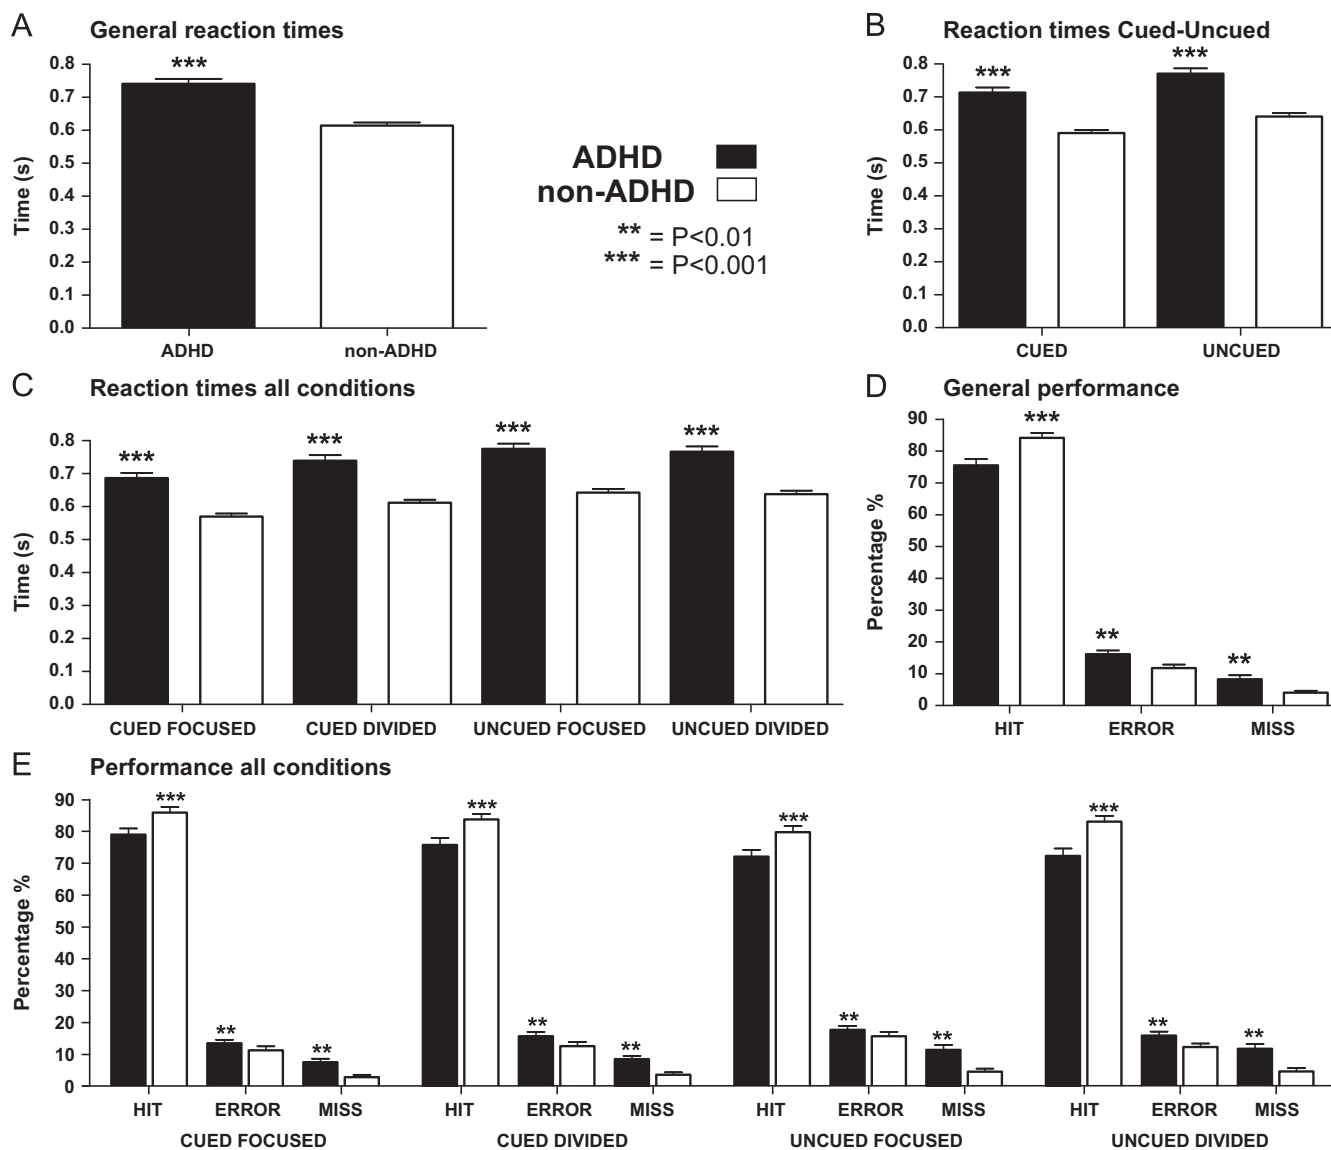 A General reaction times
***
0.8
0.7
0.6
0.5
0.4
0.3
0.2
0.1
0.0
Time (s)
ADHD non-ADHD
ADHD
non-ADHD
** = P<0.01
*** = P<0.001
B Reaction times Cued-Uncued
*** ***
0.8
0.7
0.6
0.5
0.4
0.3
0.2
0.1
0.0
Time (s)
CUED UNCUED
C Reaction times all conditions
*** *** *** ***
0.8
0.7
0.6
0.5
0.4
0.3
0.2
0.1
0.0
Time (s)
CUED FOCUSED CUED DIVIDED UNCUED FOCUSED UNCUED DIVIDED
D General performance
*** ** **
90
80
70
60
50
40
30
20
10
0
Percentage %
HIT ERROR MISS
E Performance all conditions
*** ** ** *** ** ** *** ** ** *** ** **
90
80
70
60
50
40
30
20
10
0
Percentage %
HIT ERROR MISS HIT ERROR MISS HIT ERROR MISS HIT ERROR MISS
CUED FOCUSED CUED DIVIDED UNCUED FOCUSED UNCUED DIVIDED